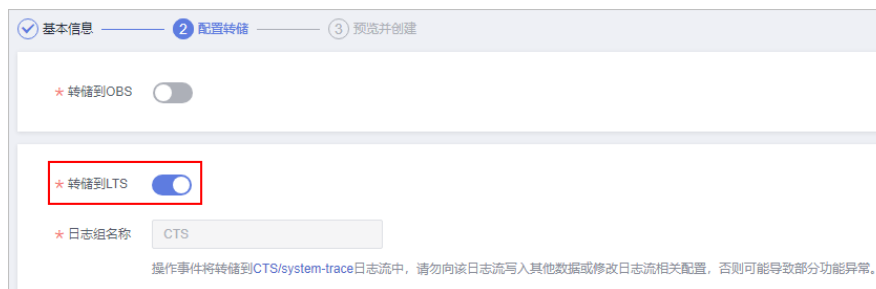 基本信息 2 配置转储 3 预览并创建
* 转储到OBS
* 转储到LTS
* 日志组名称 CTS
操作事件将转储到CTS/system-trace日志流中，请勿向该日志流写入其他数据或修改日志流相关配置，否则可能导致部分功能异常。